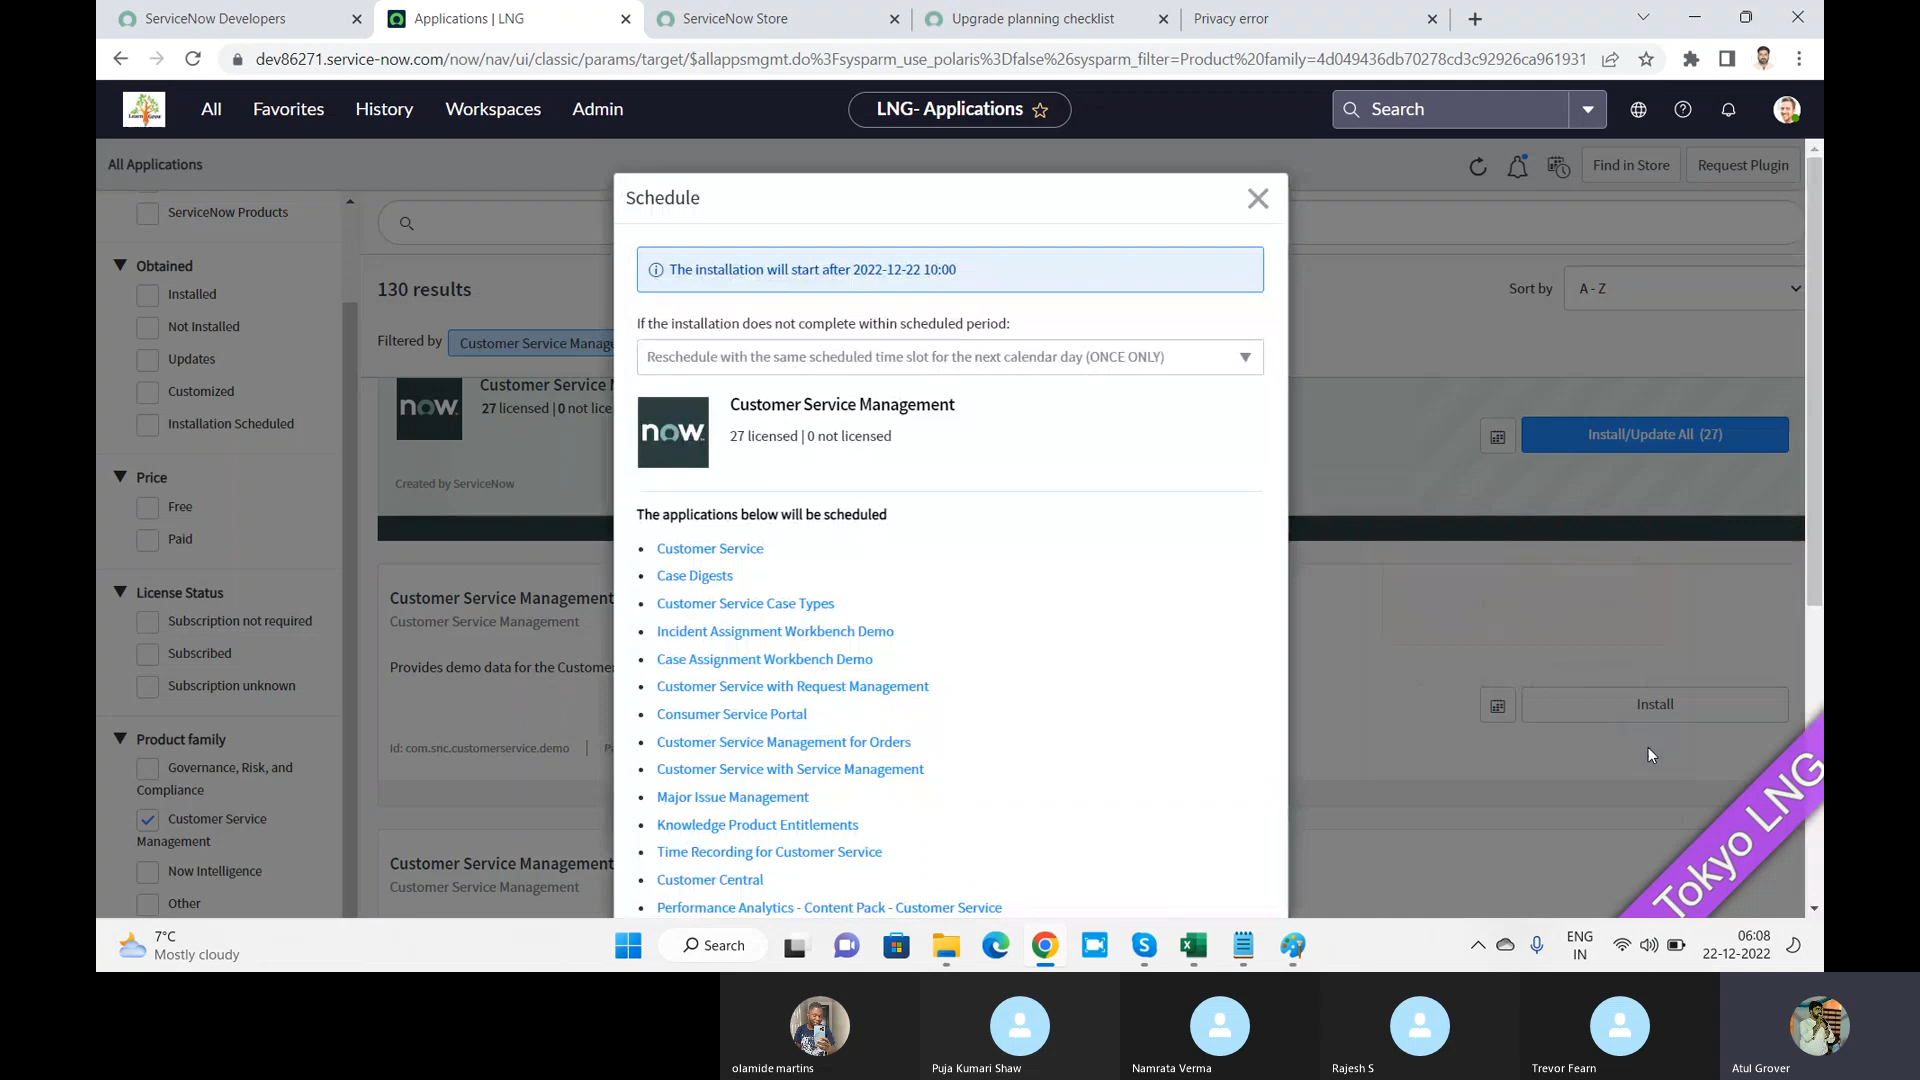 ServiceNow Developers
Applications | LNG
ServiceNow Store
Upgrade planning checklist
Privacy error
dev86271.service-now.com/now/nav/ui/classic/params/target/$allappsmgmt.do%3Fsysparm_use_polaris%3Dfalse%26sysparm_filter=Product%20family=4d049436db70278cd3c92926ca961931
All
Favorites
History
Workspaces
Admin
LNG- Applications
Search
All Applications
Find in Store
Request Plugin
ServiceNow Products
Obtained
Installed
Not Installed
Updates
Customized
Installation Scheduled
Price
Free
Paid
License Status
Subscription not required
Subscribed
Subscription unknown
Product family
Governance, Risk, and
Compliance
Customer Service
Management
Now Intelligence
Other
130 results
Sort by
A - Z
Filtered by
Customer Service Manag
now.
Customer Service
27 licensed | 0 not lice
Created by ServiceNow
Install/Update All (27)
Customer Service Management
Customer Service Management
Provides demo data for the Custome
Id: com.snc.customerservice.demo
Install
Customer Service Management
Customer Service Management
Schedule
The installation will start after 2022-12-22 10:00
If the installation does not complete within scheduled period:
Reschedule with the same scheduled time slot for the next calendar day (ONCE ONLY)
now.
Customer Service Management
27 licensed | 0 not licensed
The applications below will be scheduled
Customer Service
Case Digests
Customer Service Case Types
Incident Assignment Workbench Demo
Case Assignment Workbench Demo
Customer Service with Request Management
Consumer Service Portal
Customer Service Management for Orders
Customer Service with Service Management
Major Issue Management
Knowledge Product Entitlements
Time Recording for Customer Service
Customer Central
Performance Analytics - Content Pack - Customer Service
Tokyo LNG
7°C
Mostly cloudy
Search
ENG
IN
06:08
22-12-2022
olamide martins
Puja Kumari Shaw
Namrata Verma
Rajesh S
Trevor Fearn
Atul Grover